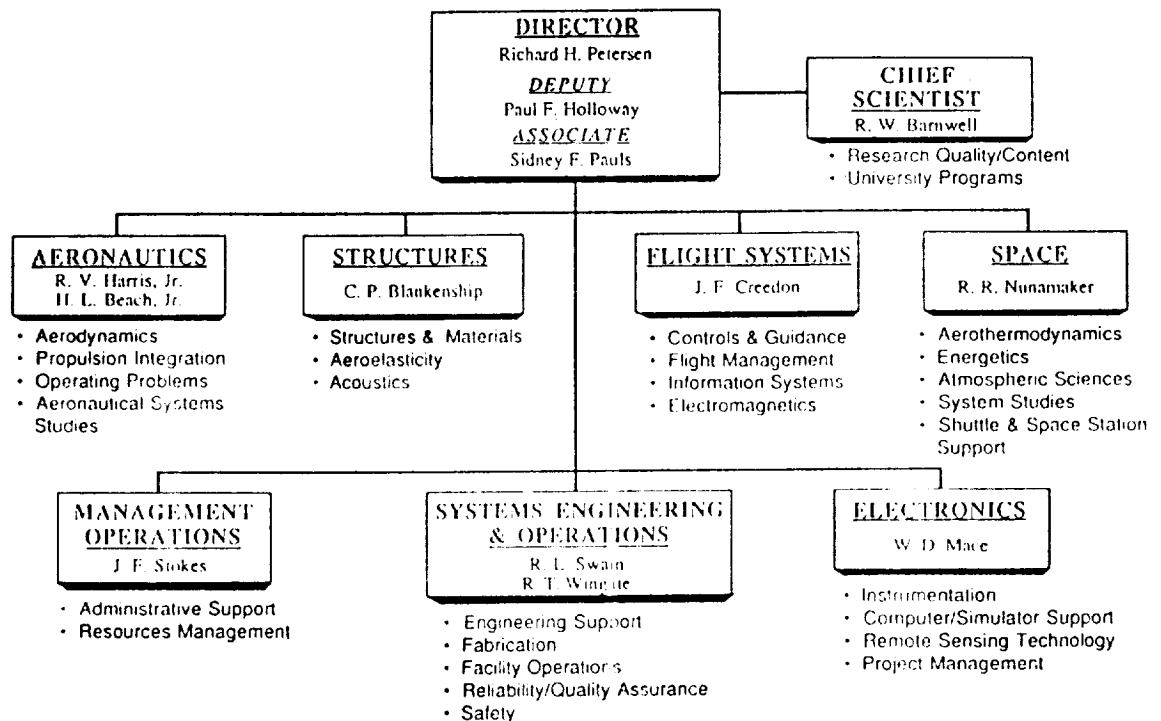 DIRECTOR
Richard H. Petersen
DEPUTY
Paul F. Holloway
ASSOCIATE
Sidney F. Pauls
CHIEF
SCIENTIST
R. W. Barnwell
• Research Quality/Content
• University Programs
AERONAUTICS
R. V. Harris, Jr.
H. L. Beach, Jr.
• Aerodynamics
• Propulsion Integration
• Operating Problems
• Aeronautical Systems
Studies
STRUCTURES
C. P. Blankenship
• Structures & Materials
• Aeroelasticity
• Acoustics
FLIGHT SYSTEMS
J. F. Creedon
• Controls & Guidance
• Flight Management
• Information Systems
• Electromagnetics
SPACE
R. R. Nunamaker
• Aerothermodynamics
• Energetics
• Atmospheric Sciences
• System Studies
• Shuttle & Space Station
Support
MANAGEMENT
OPERATIONS
J. F. Stokes
• Administrative Support
• Resources Management
SYSTEMS ENGINEERING
& OPERATIONS
R. L. Swain
R. T. Wingate
• Engineering Support
• Fabrication
• Facility Operations
• Reliability/Quality Assurance
• Safety
ELECTRONICS
W. D. Mace
• Instrumentation
• Computer/Simulator Support
• Remote Sensing Technology
• Project Management